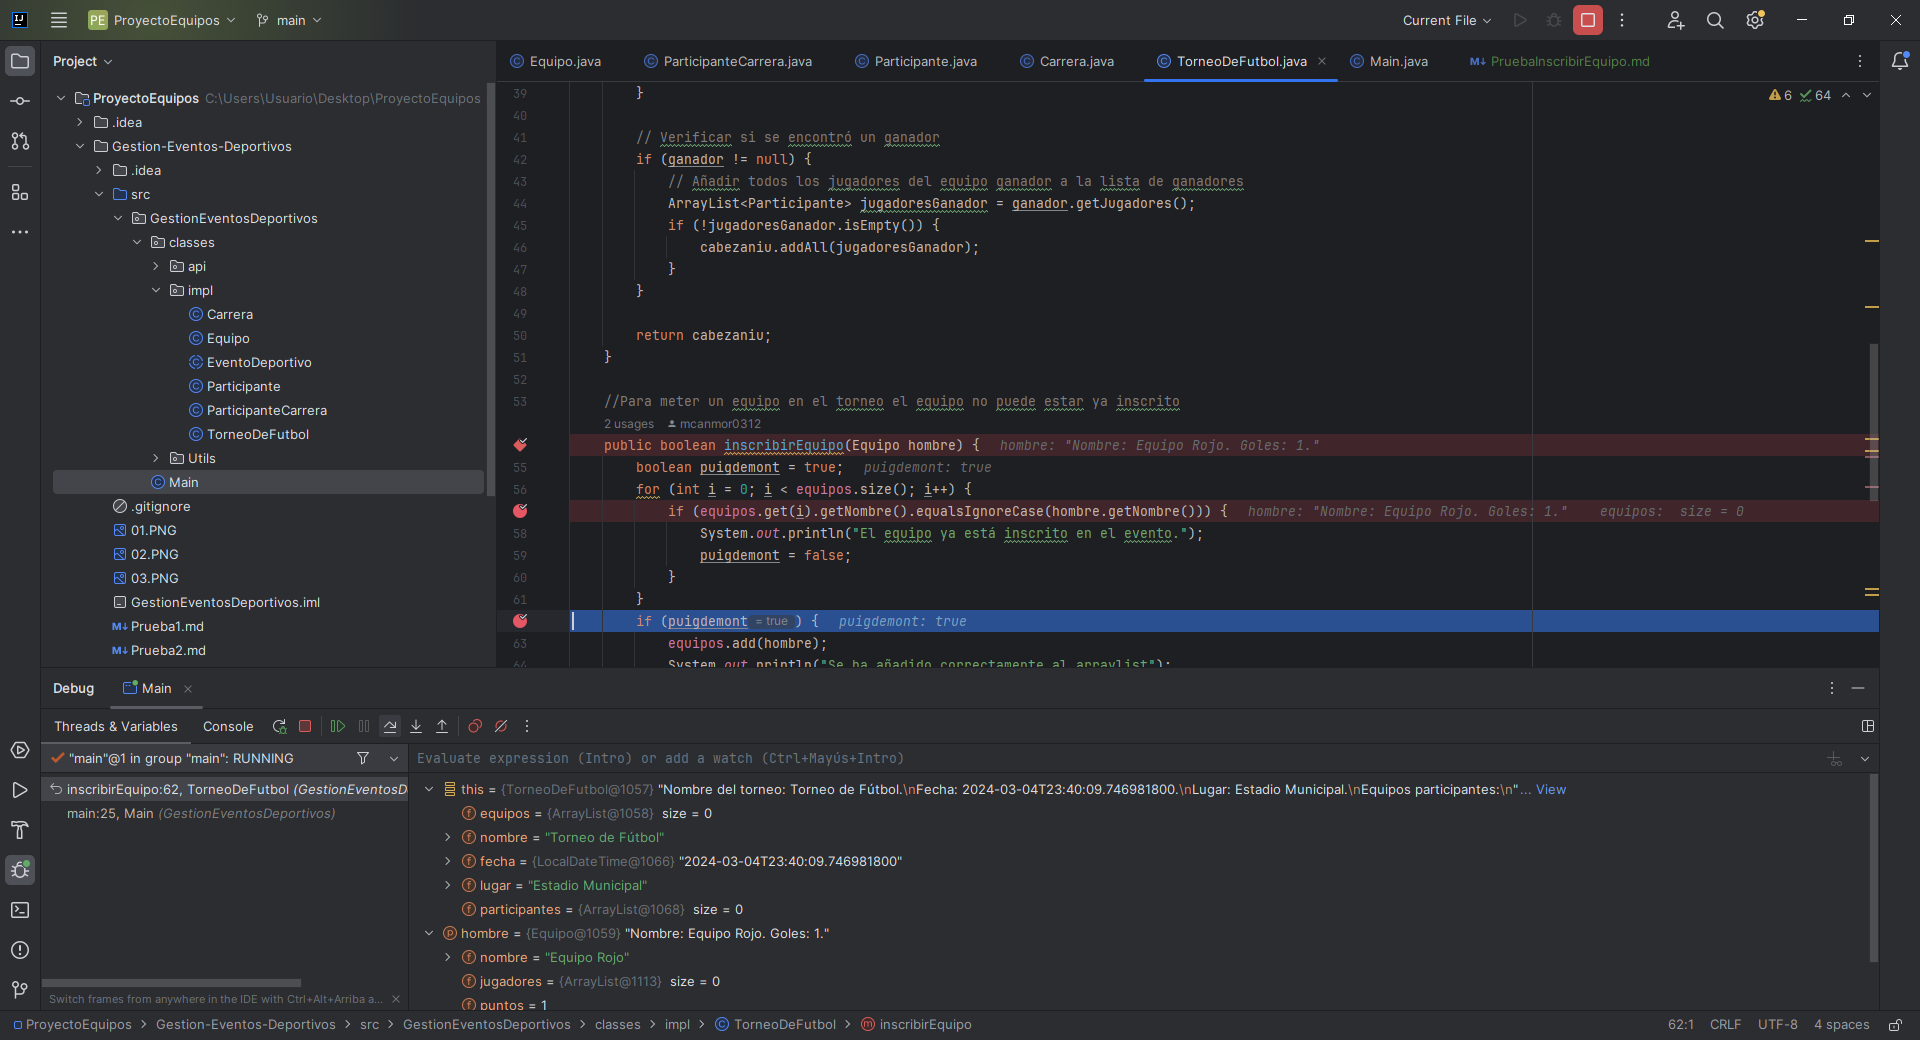 PE ProyectoEquipos main Current File
Project
ProyectoEquipos C:\Users\Usuario\Desktop\ProyectoEquipos
.idea
Gestion-Eventos-Deportivos
.idea
src
GestionEventosDeportivos
classes
api
impl
Carrera
Equipo
EventoDeportivo
Participante
ParticipanteCarrera
TorneoDeFutbol
Utils
Main
.gitignore
01.PNG
02.PNG
03.PNG
GestionEventosDeportivos.iml
Prueba1.md
Prueba2.md
Equipo.java ParticipanteCarrera.java Participante.java Carrera.java TorneoDeFutbol.java Main.java PruebaInscribirEquipo.md
6 64
39 }
40
41 // Verificar si se encontró un ganador
42 if (ganador != null) {
43 // Añadir todos los jugadores del equipo ganador a la lista de ganadores
44 ArrayList<Participante> jugadoresGanador = ganador.getJugadores();
45 if (!jugadoresGanador.isEmpty()) {
46 cabezaniu.addAll(jugadoresGanador);
47 }
48 }
49
50 return cabezaniu;
51 }
52
53 //Para meter un equipo en el torneo el equipo no puede estar ya inscrito
2 usages mcanmor0312
public boolean inscribirEquipo(Equipo hombre) { hombre: "Nombre: Equipo Rojo. Goles: 1."
55 boolean puigdemont = true; puigdemont: true
56 for (int i = 0; i < equipos.size(); i++) {
if (equipos.get(i).getNombre().equalsIgnoreCase(hombre.getNombre())) { hombre: "Nombre: Equipo Rojo. Goles: 1." equipos: size = 0
58 System.out.println("El equipo ya está inscrito en el evento.");
59 puigdemont = false;
60 }
61 }
if (puigdemont = true ) { puigdemont: true
63 equipos.add(hombre);
64 System.out.println("Se ha añadido correctamente al arraylist");
Debug Main
Threads & Variables Console
"main"@1 in group "main": RUNNING
inscribirEquipo:62, TorneoDeFutbol (GestionEventosDe
main:25, Main (GestionEventosDeportivos)
Switch frames from anywhere in the IDE with Ctrl+Alt+Arriba a...
Evaluate expression (Intro) or add a watch (Ctrl+Mayús+Intro)
this = {TorneoDeFutbol@1057} "Nombre del torneo: Torneo de Fútbol.\nFecha: 2024-03-04T23:40:09.746981800.\nLugar: Estadio Municipal.\nEquipos participantes:\n"... View
equipos = {ArrayList@1058} size = 0
nombre = "Torneo de Fútbol"
fecha = {LocalDateTime@1066} "2024-03-04T23:40:09.746981800"
lugar = "Estadio Municipal"
participantes = {ArrayList@1068} size = 0
hombre = {Equipo@1059} "Nombre: Equipo Rojo. Goles: 1."
nombre = "Equipo Rojo"
jugadores = {ArrayList@1113} size = 0
puntos = 1
ProyectoEquipos > Gestion-Eventos-Deportivos > src > GestionEventosDeportivos > classes > impl > TorneoDeFutbol > inscribirEquipo 62:1 CRLF UTF-8 4 spaces